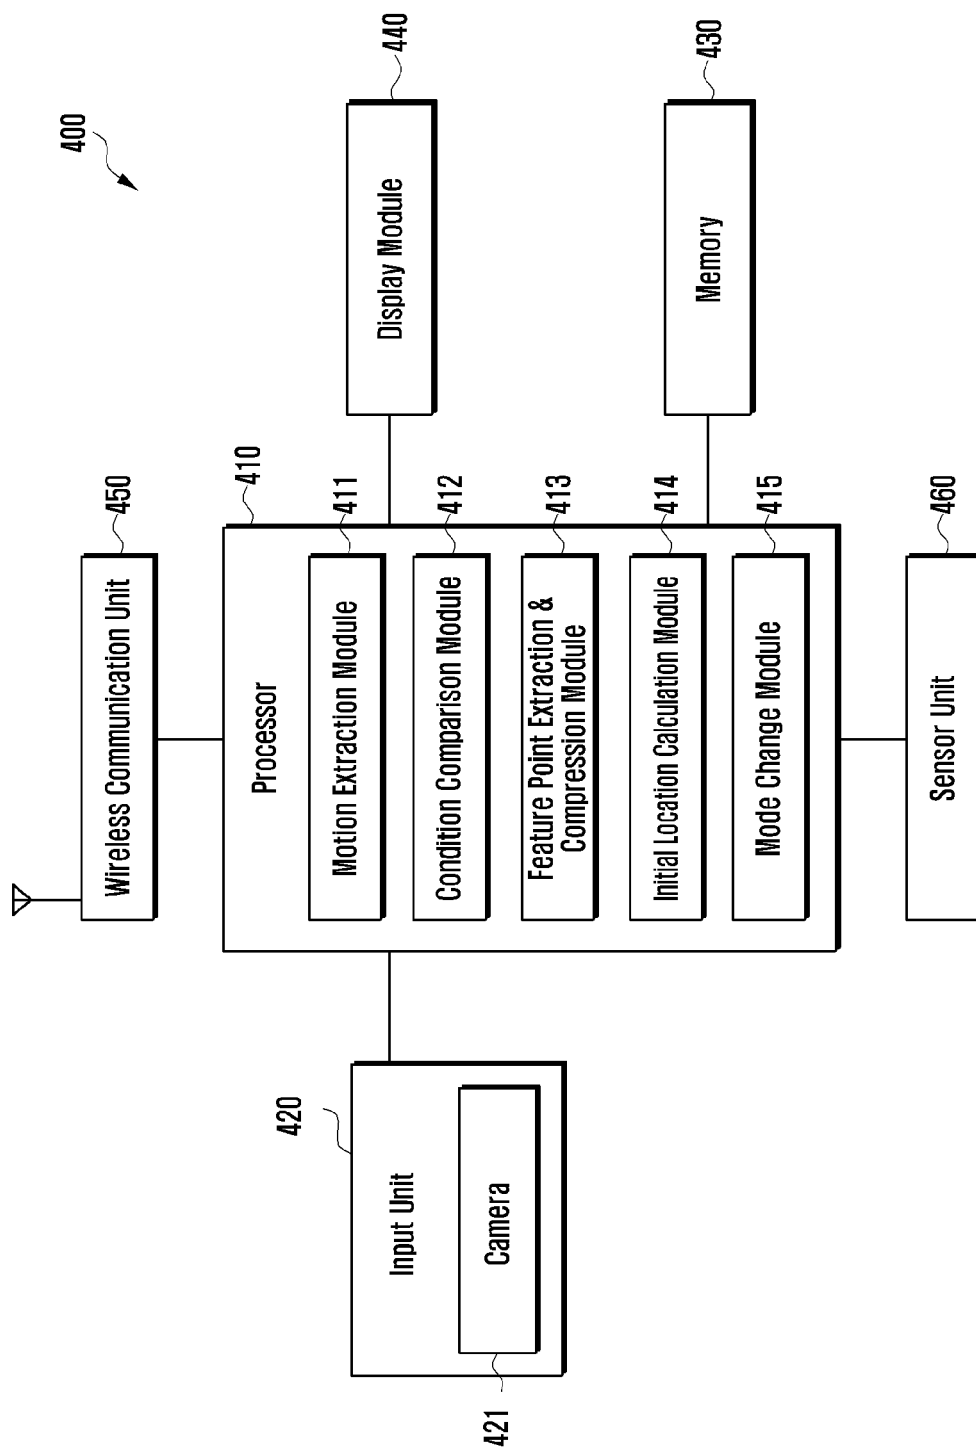 400
450
Wireless Communication Unit
420
Input Unit
Camera
421
410
Processor
Motion Extraction Module
411
Condition Comparison Module
412
Feature Point Extraction &
Compression Module
413
Initial Location Calculation Module
414
Mode Change Module
415
440
Display Module
430
Memory
Sensor Unit
460